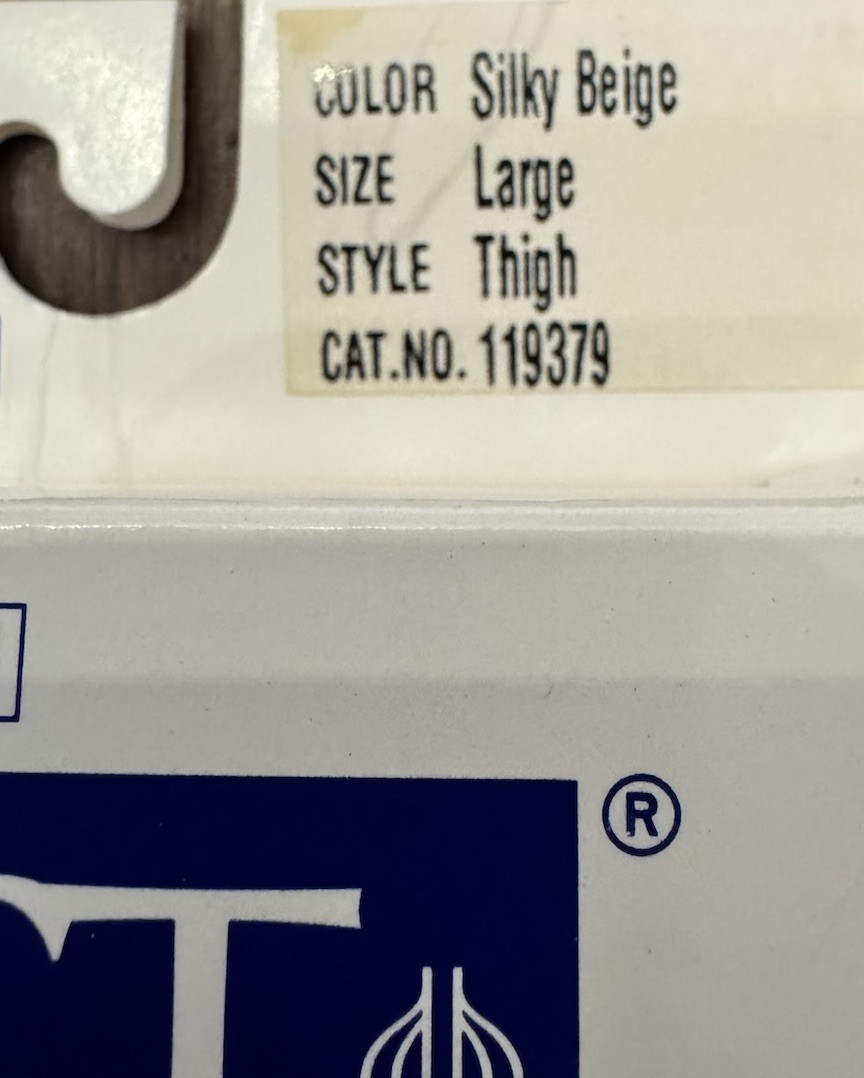 COLOR Silky Beige
SIZE Large
STYLE Thigh
CAT.NO. 119379
®
T